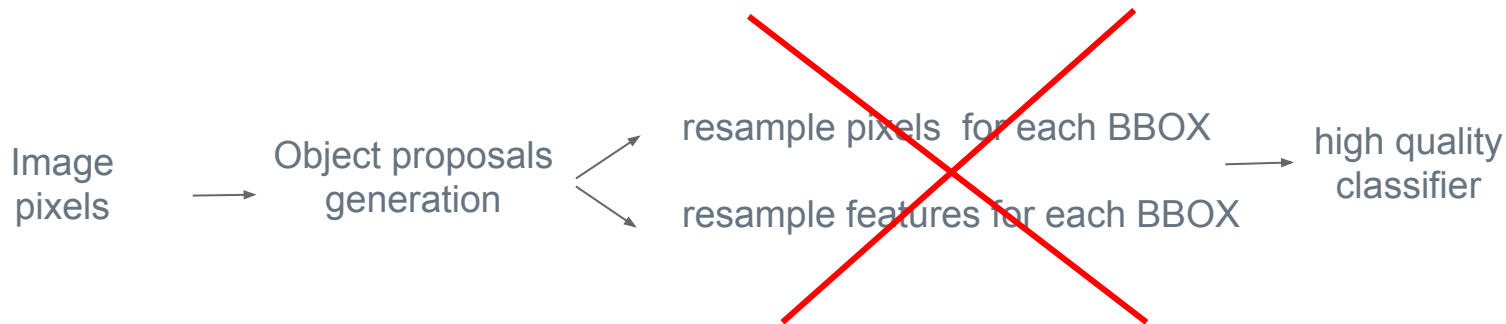 Image
pixels
Object proposals
generation
resample pixels for each BBOX
resample features for each BBOX
high quality
classifier